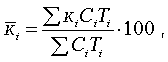 K̄ᵢ = ∑ KᵢCᵢTᵢ / ∑ CᵢTᵢ · 100 ,